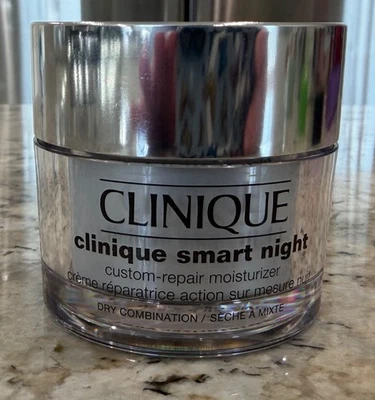 CLINIQUE
clinique smart night
custom-repair moisturizer
crème réparatrice action sur mesure nuit
DRY COMBINATION / SÈCHE À MIXTE